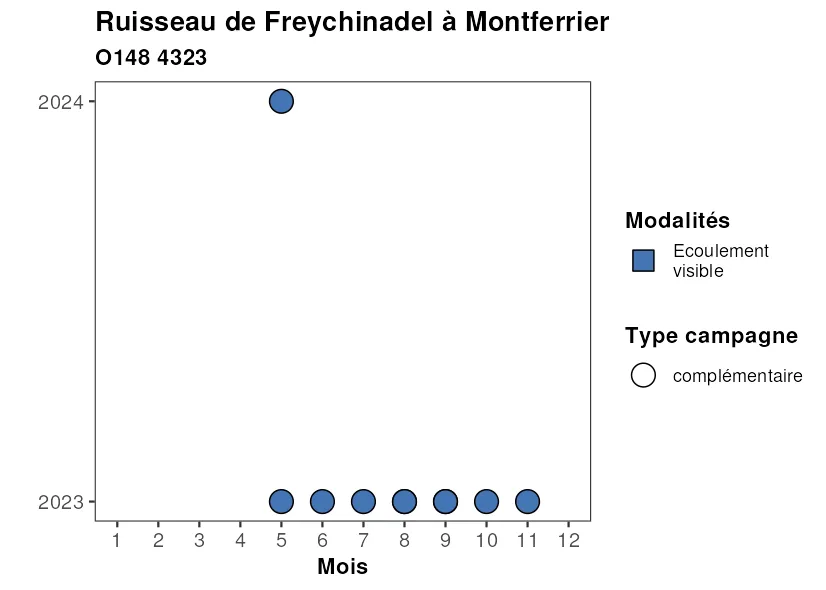 Ruisseau de Freychinadel à Montferrier
O148 4323
2024
2023
1 2 3 4 5 6 7 8 9 10 11 12
Mois
Modalités
Ecoulement
visible
Type campagne
complémentaire